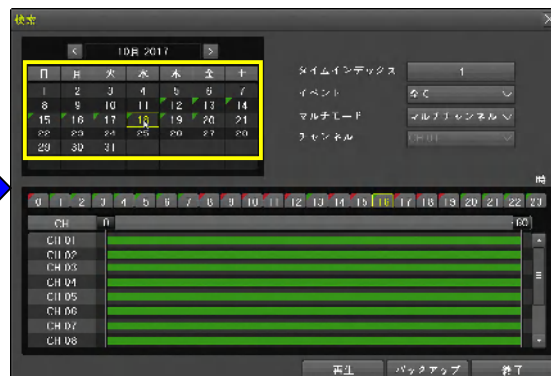 検索
< 10月 2017 >
日 月 火 水 木 金 土
1 2 3 4 5 6 7
8 9 10 11 12 13 14
15 16 17 18 19 20 21
22 23 24 25 26 27 28
29 30 31
タイムインデックス 1
イベント 全て
マルチモード マルチチャンネル
チャンネル CH 01
時
0 1 2 3 4 5 6 7 8 9 10 11 12 13 14 15 16 17 18 19 20 21 22 23
CH 0 60
CH 01
CH 02
CH 03
CH 04
CH 05
CH 06
CH 07
CH 08
再生 バックアップ 終了